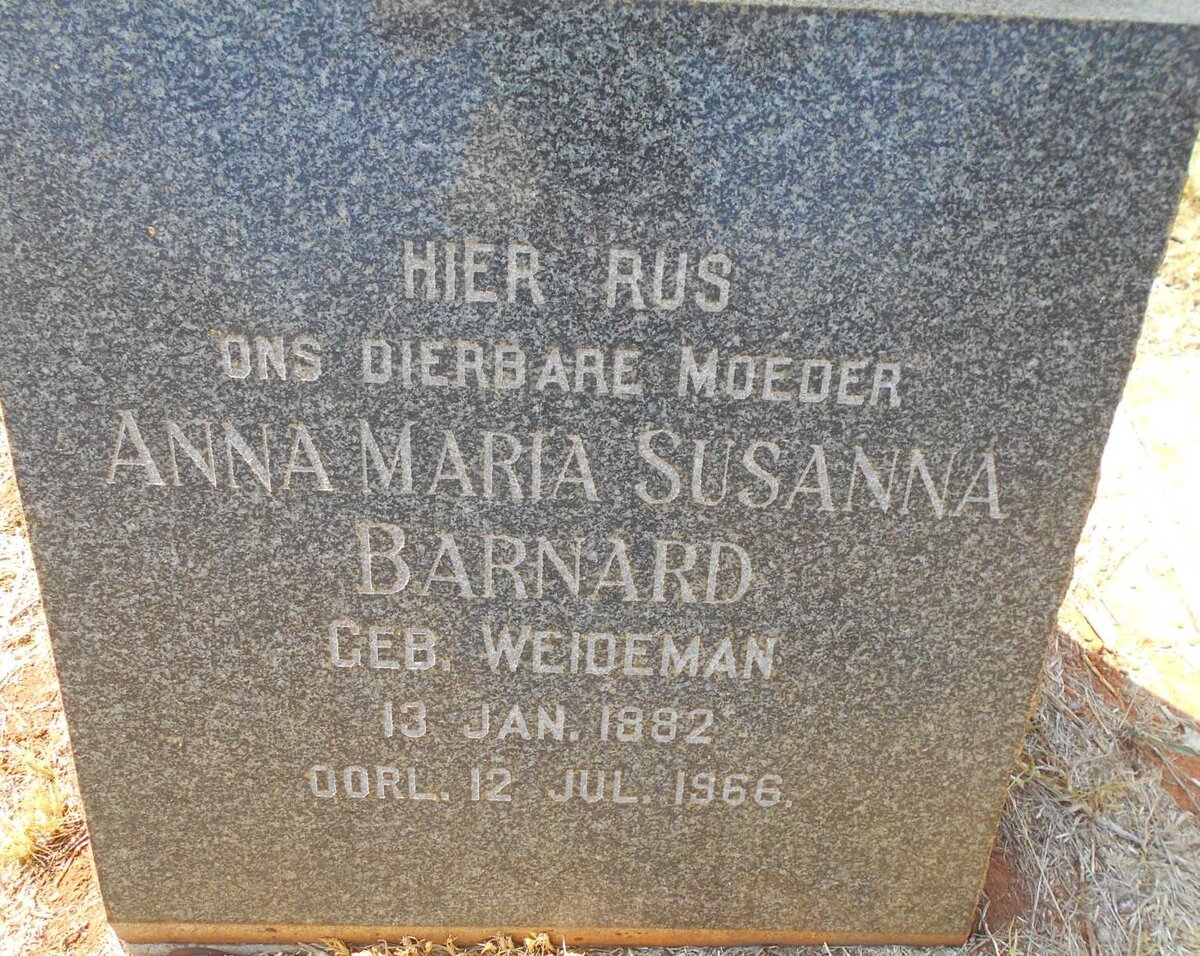 HIER RUS
ONS DIERBARE MOEDER
ANNA MARIA SUSANNA
BARNARD
GEB. WEIDEMAN
13 JAN. 1882
OORL. 12 JUL. 1966.